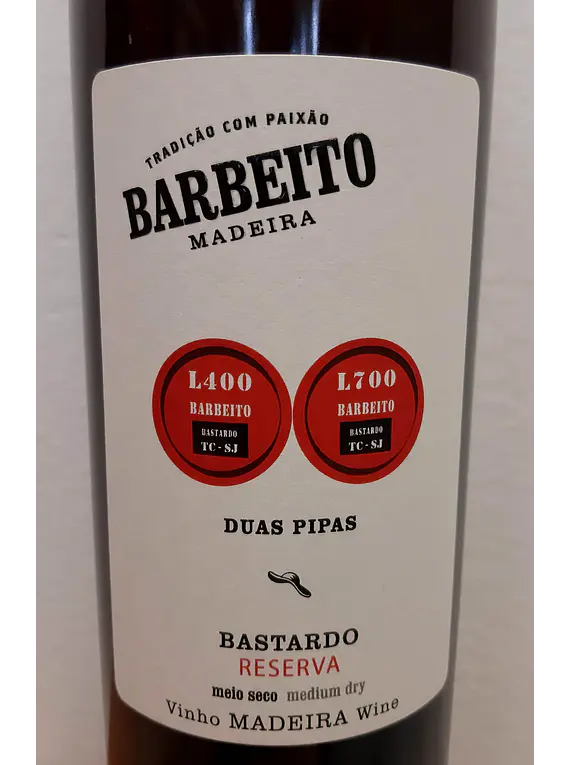 TRADIÇÃO COM PAIXÃO
BARBEITO
MADEIRA
L400
BARBEITO
BASTARDO
TC-SJ
L700
BARBEITO
BASTARDO
TC-SJ
DUAS PIPAS
BASTARDO
RESERVA
meio seco medium dry
Vinho MADEIRA Wine